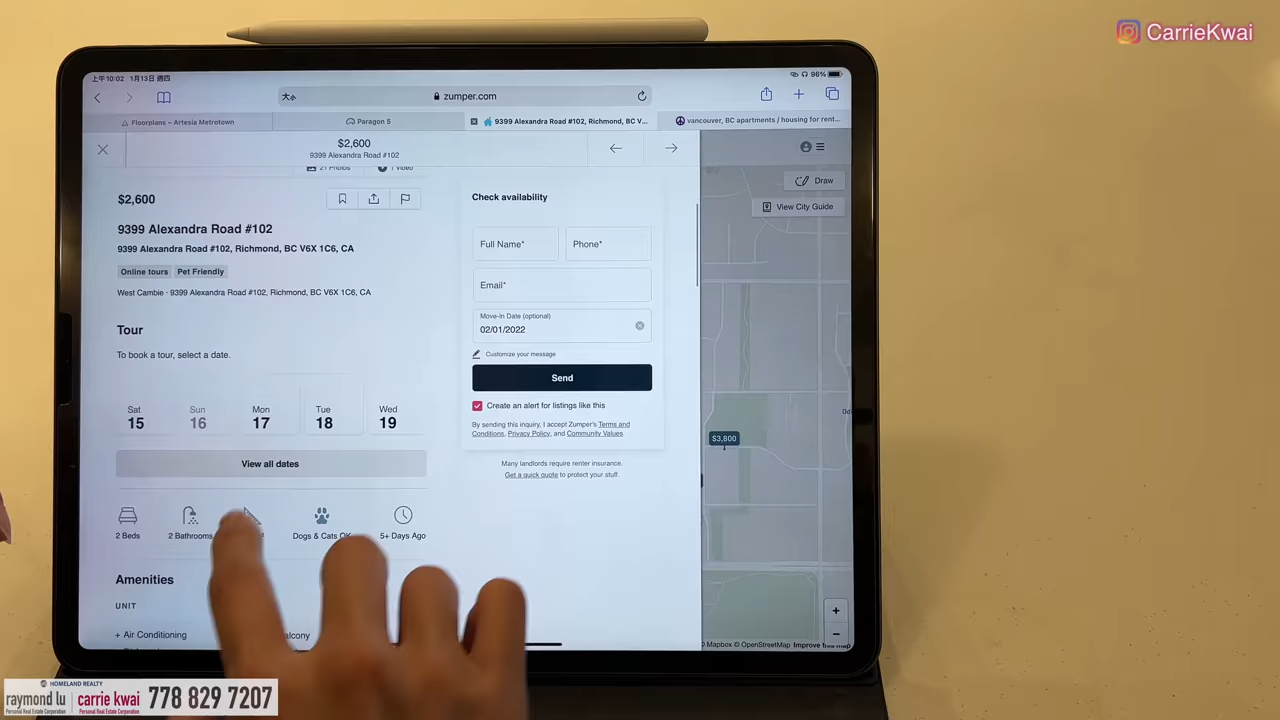 CarrieKwai
上午10:02 1月13日 週四
96%
大小
zumper.com
Floorplans – Artesia Metrotown
Paragon 5
9399 Alexandra Road #102, Richmond, BC V...
vancouver, BC apartments / housing for rent...
$2,600
9399 Alexandra Road #102
21 Photos
1 Video
Draw
View City Guide
$2,600
9399 Alexandra Road #102
9399 Alexandra Road #102, Richmond, BC V6X 1C6, CA
Online tours
Pet Friendly
West Cambie · 9399 Alexandra Road #102, Richmond, BC V6X 1C6, CA
Tour
To book a tour, select a date.
Sat
15
Sun
16
Mon
17
Tue
18
Wed
19
View all dates
2 Beds
2 Bathrooms
Dogs & Cats OK
5+ Days Ago
Amenities
UNIT
+ Air Conditioning
alcony
Check availability
Full Name*
Phone*
Email*
Move-In Date (optional)
02/01/2022
Customize your message
Send
Create an alert for listings like this
By sending this inquiry, I accept Zumper's Terms and
Conditions, Privacy Policy, and Community Values.
Many landlords require renter insurance.
Get a quick quote to protect your stuff.
$3,800
+
−
Mapbox © OpenStreetMap Improve this map
HOMELAND REALTY
raymond lu
Personal Real Estate Corporation
carrie kwai
Personal Real Estate Corporation
778 829 7207